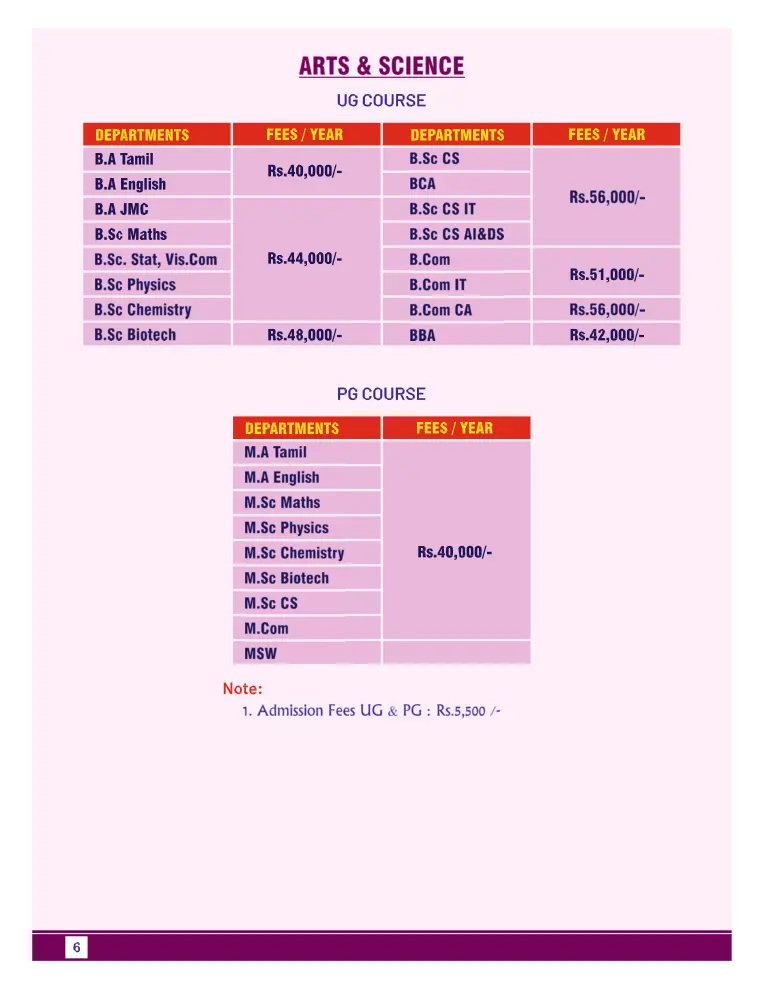 ARTS & SCIENCE
UG COURSE
DEPARTMENTS FEES / YEAR DEPARTMENTS FEES / YEAR
B.A Tamil Rs.40,000/- B.Sc CS Rs.56,000/-
B.A English BCA
B.A JMC Rs.44,000/- B.Sc CS IT
B.Sc Maths B.Sc CS AI&DS
B.Sc. Stat, Vis.Com B.Com Rs.51,000/-
B.Sc Physics B.Com IT
B.Sc Chemistry B.Com CA Rs.56,000/-
B.Sc Biotech Rs.48,000/- BBA Rs.42,000/-
PG COURSE
DEPARTMENTS FEES / YEAR
M.A Tamil Rs.40,000/-
M.A English
M.Sc Maths
M.Sc Physics
M.Sc Chemistry
M.Sc Biotech
M.Sc CS
M.Com
MSW
Note:
1. Admission Fees UG & PG : Rs.5,500 /-
6